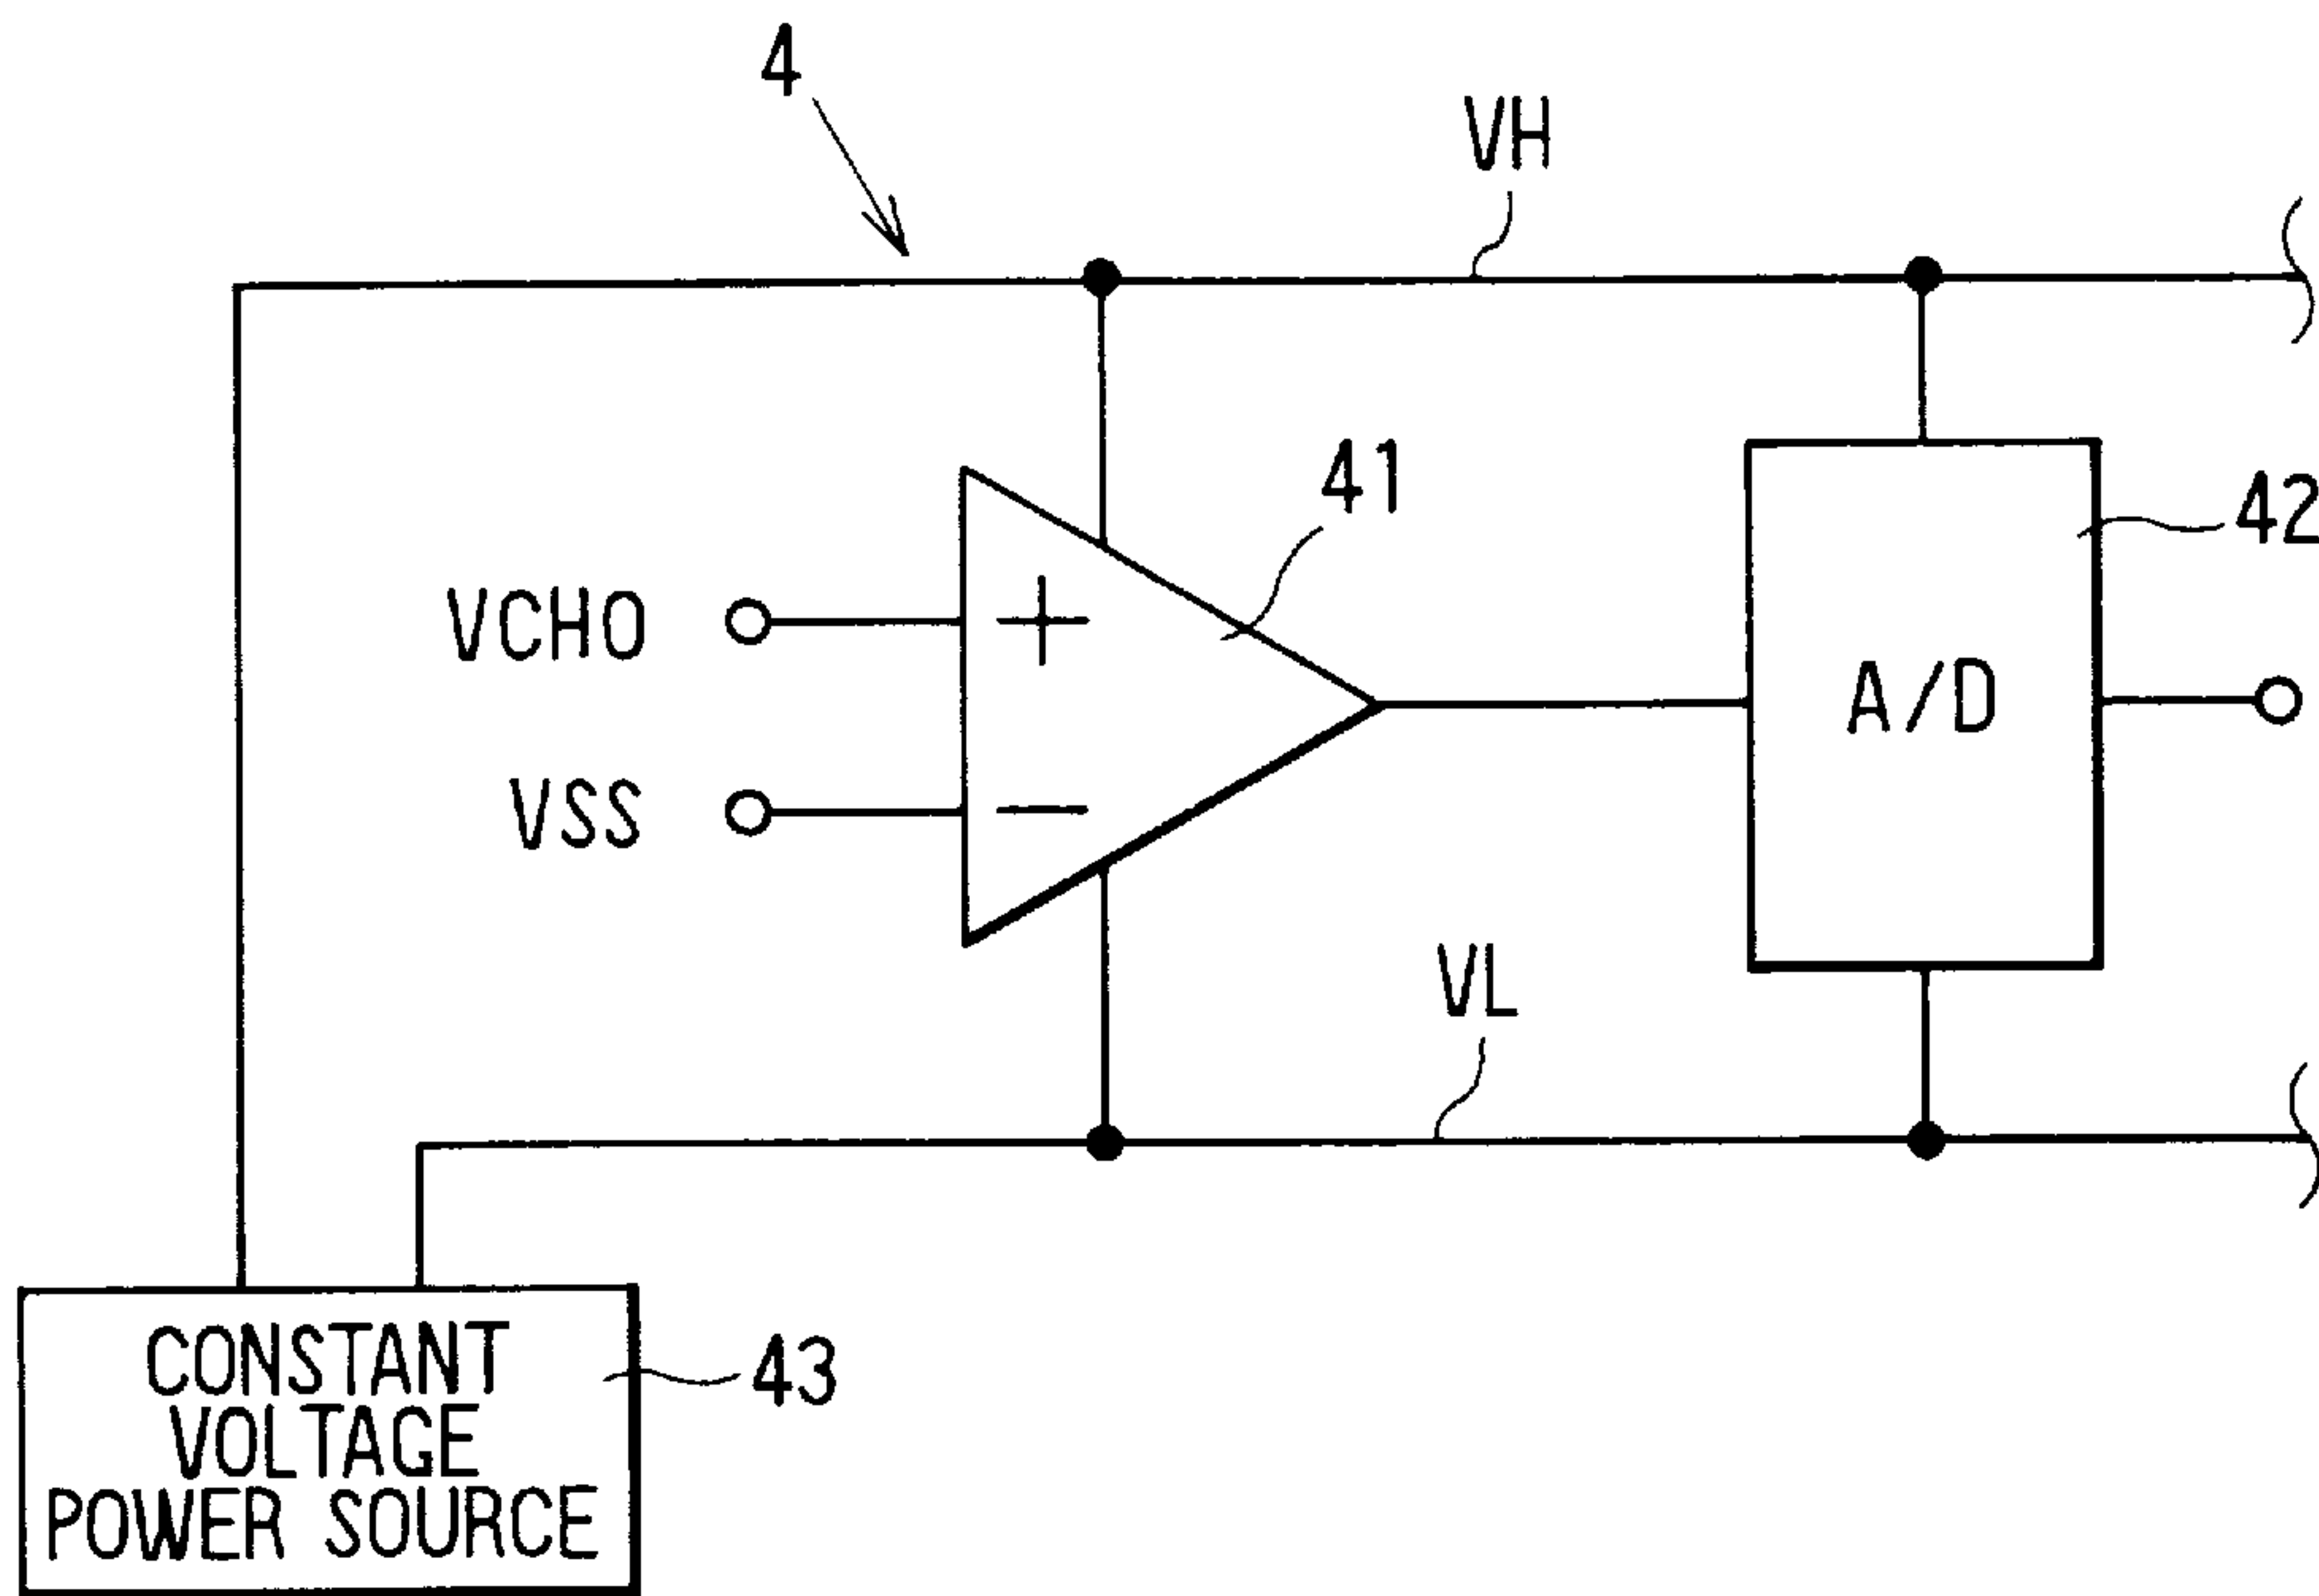 4
VH
41
42
VCHO
+
A/D
VSS
−
VL
CONSTANT
VOLTAGE
POWER SOURCE
43